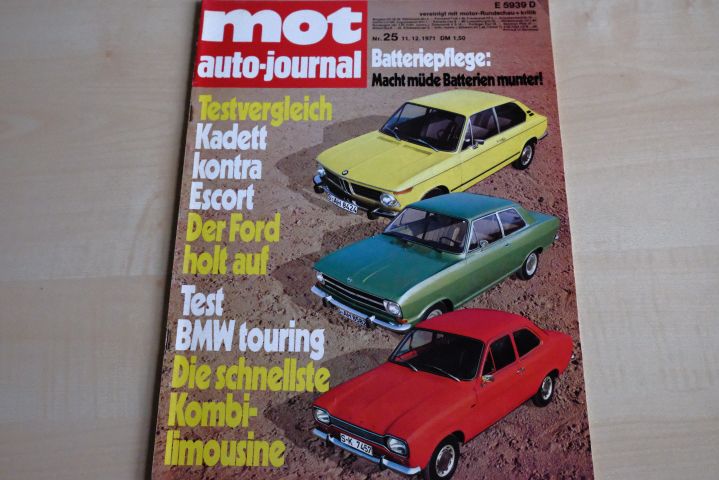 mot
auto-journal
E 5939 D
vereinigt mit motor-Rundschau + kritik
Nr. 25 11.12.1971 DM 1,50
Batteriepflege:
Macht müde Batterien munter!
Testvergleich
Kadett
kontra
Escort
Der Ford
holt auf
Test
BMW touring
Die schnellste
Kombi-
limousine
S-K 7457